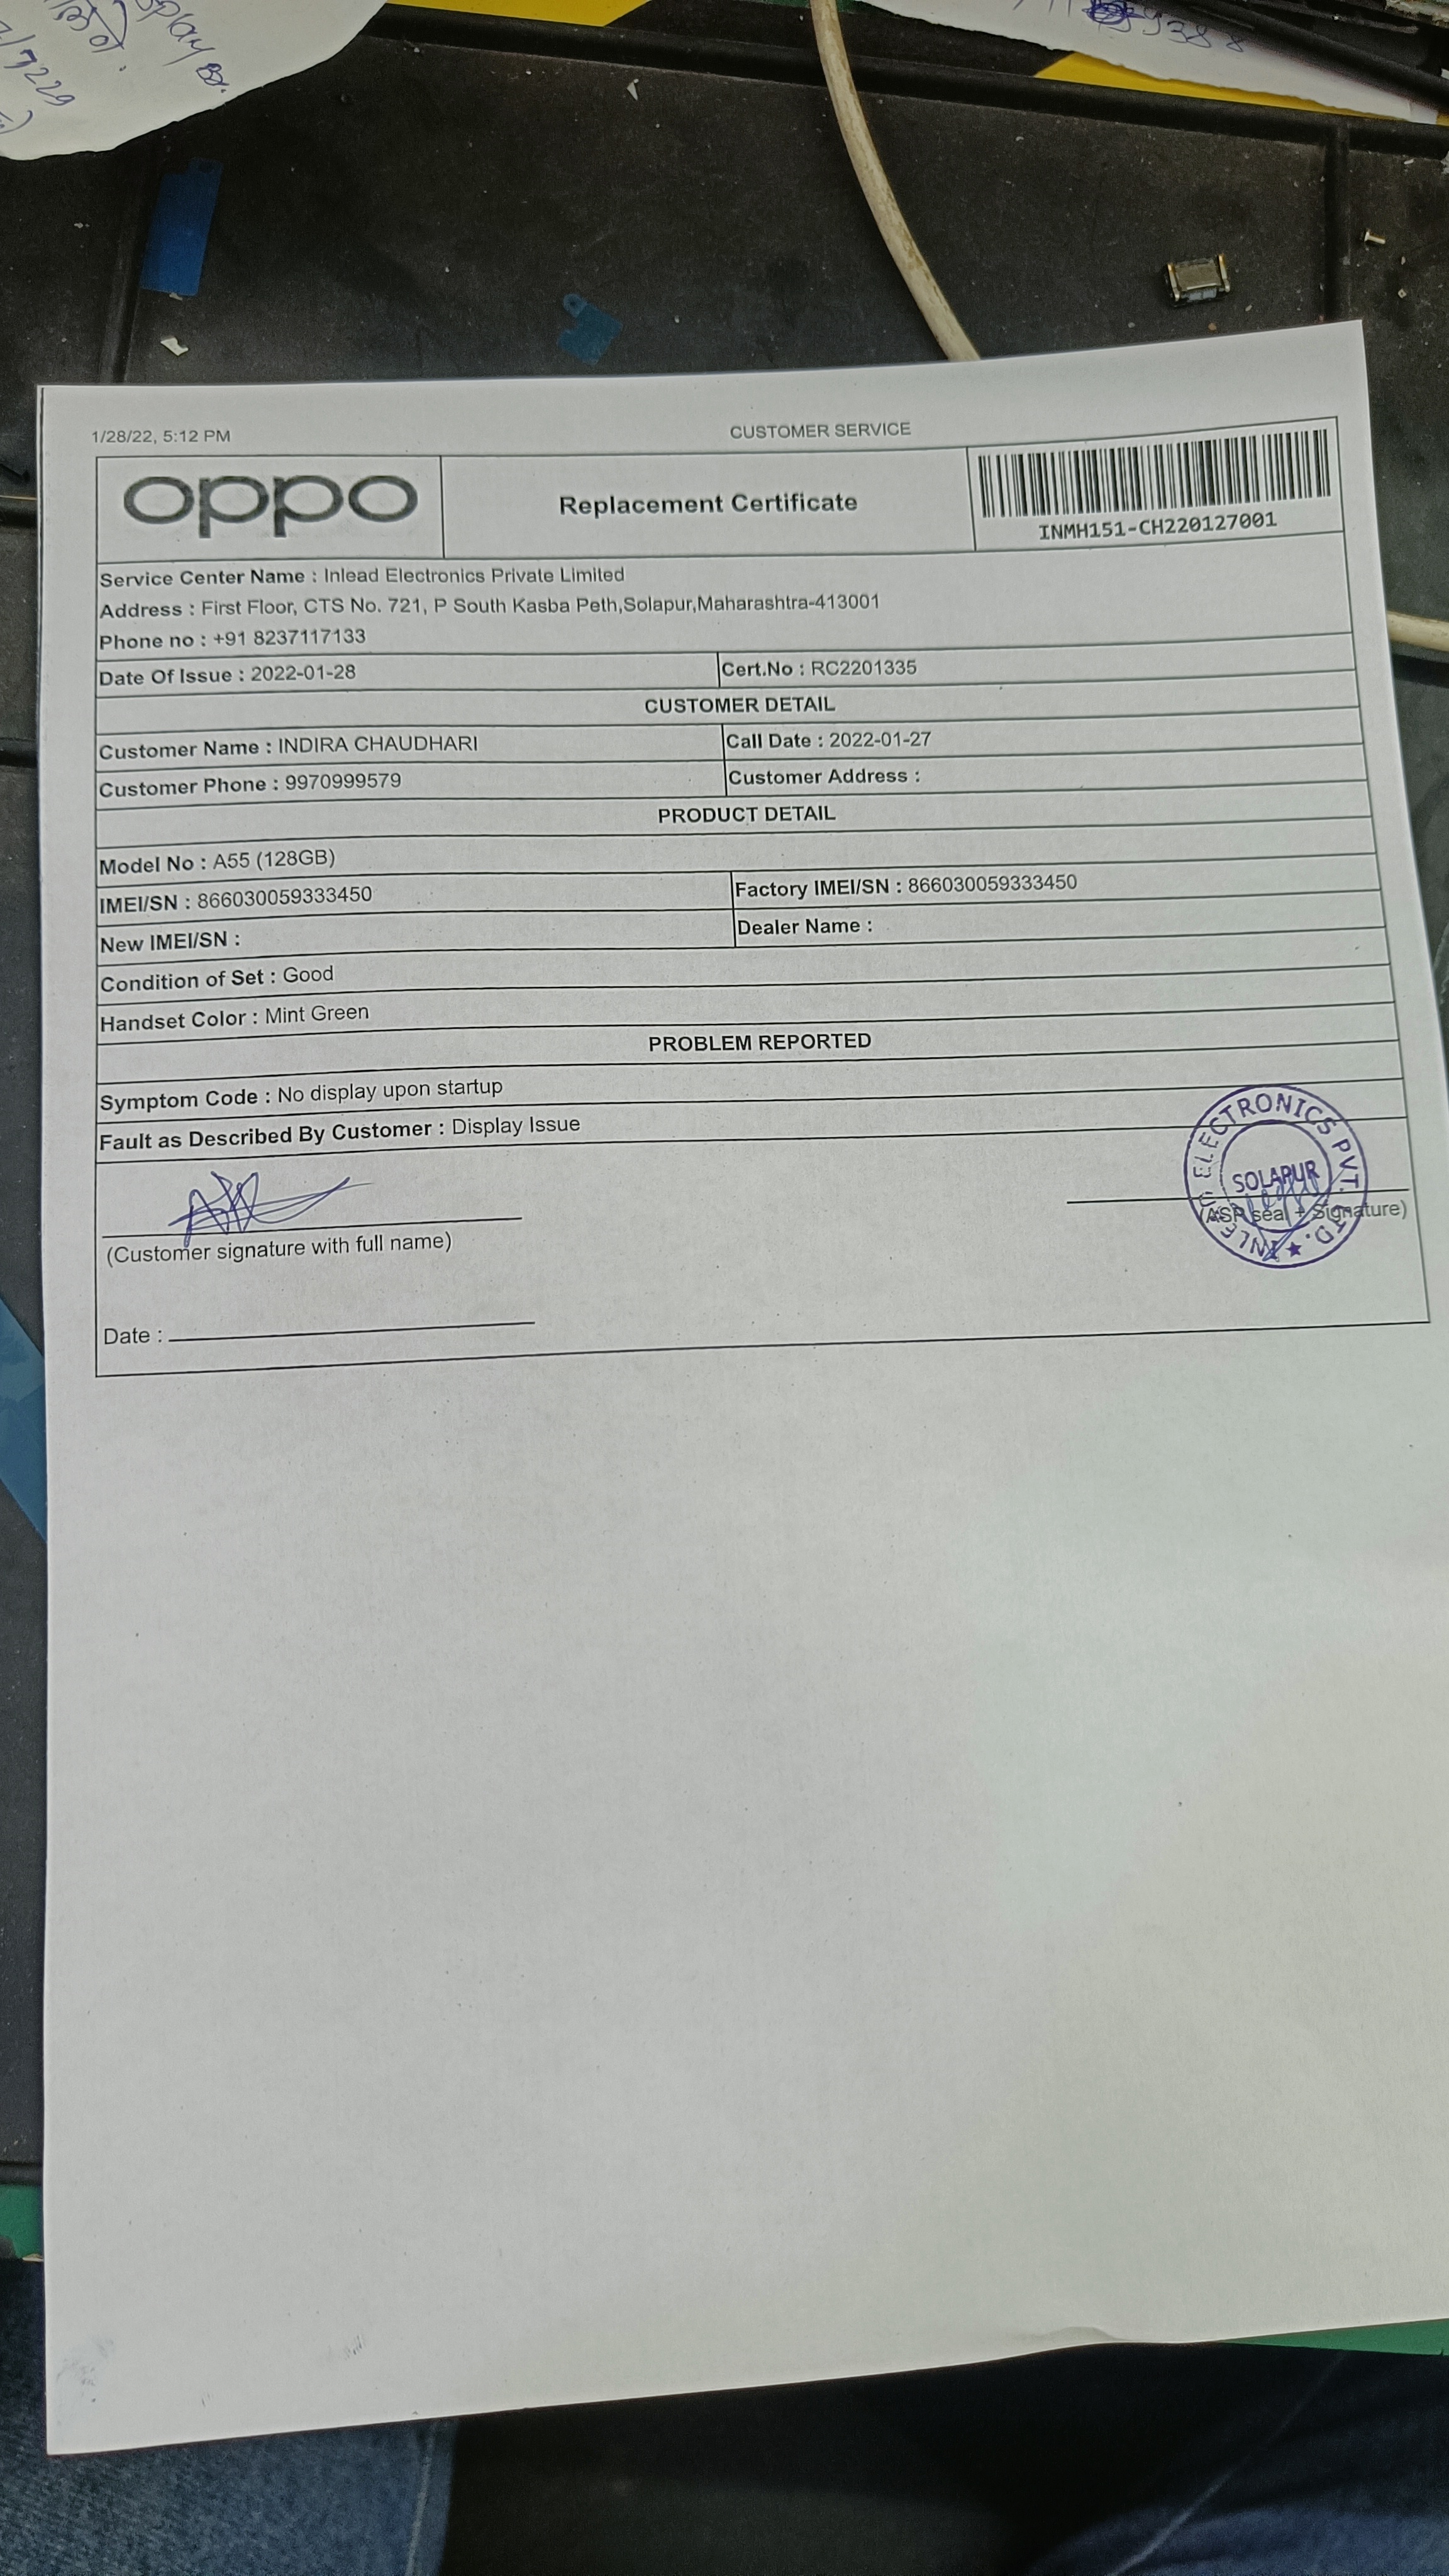 play
7229
9388
1/28/22, 5:12 PM
CUSTOMER SERVICE
oppo
Replacement Certificate
INMH151-CH220127001
Service Center Name : Inlead Electronics Private Limited
Address : First Floor, CTS No. 721, P South Kasba Peth,Solapur,Maharashtra-413001
Phone no : +91 8237117133
Date Of Issue : 2022-01-28
Cert.No : RC2201335
CUSTOMER DETAIL
Customer Name : INDIRA CHAUDHARI
Call Date : 2022-01-27
Customer Phone : 9970999579
Customer Address :
PRODUCT DETAIL
Model No : A55 (128GB)
IMEI/SN : 866030059333450
Factory IMEI/SN : 866030059333450
New IMEI/SN :
Dealer Name :
Condition of Set : Good
Handset Color : Mint Green
PROBLEM REPORTED
Symptom Code : No display upon startup
Fault as Described By Customer : Display Issue
(Customer signature with full name)
INLEAD ELECTRONICS PVT. LTD. ★
SOLAPUR
(ASP seal + Signature)
Date :